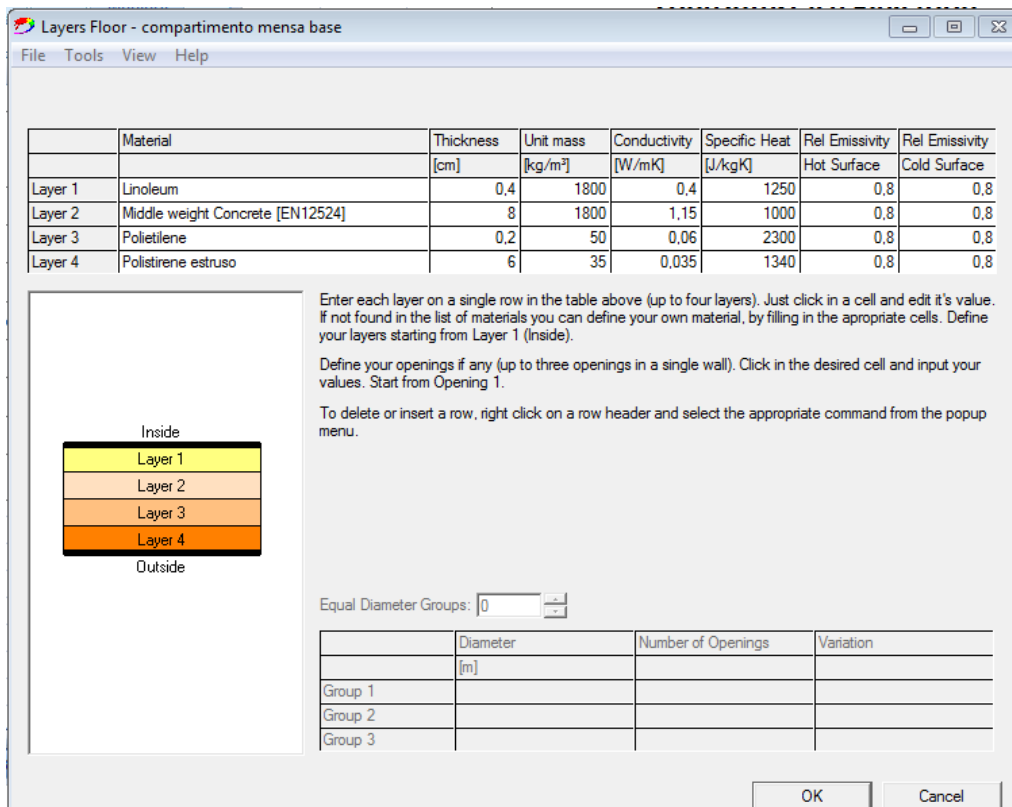 Layers Floor - compartimento mensa base
File Tools View Help
Material Thickness Unit mass Conductivity Specific Heat Rel Emissivity Rel Emissivity
[cm] [kg/m³] [W/mK] [J/kgK] Hot Surface Cold Surface
Layer 1 Linoleum 0,4 1800 0,4 1250 0,8 0,8
Layer 2 Middle weight Concrete [EN12524] 8 1800 1,15 1000 0,8 0,8
Layer 3 Polietilene 0,2 50 0,06 2300 0,8 0,8
Layer 4 Polistirene estruso 6 35 0,035 1340 0,8 0,8
Enter each layer on a single row in the table above (up to four layers). Just click in a cell and edit it's value.
If not found in the list of materials you can define your own material, by filling in the apropriate cells. Define
your layers starting from Layer 1 (Inside).
Define your openings if any (up to three openings in a single wall). Click in the desired cell and input your
values. Start from Opening 1.
To delete or insert a row, right click on a row header and select the appropriate command from the popup
menu.
Inside
Layer 1
Layer 2
Layer 3
Layer 4
Outside
Equal Diameter Groups: 0
Diameter Number of Openings Variation
[m]
Group 1
Group 2
Group 3
OK Cancel